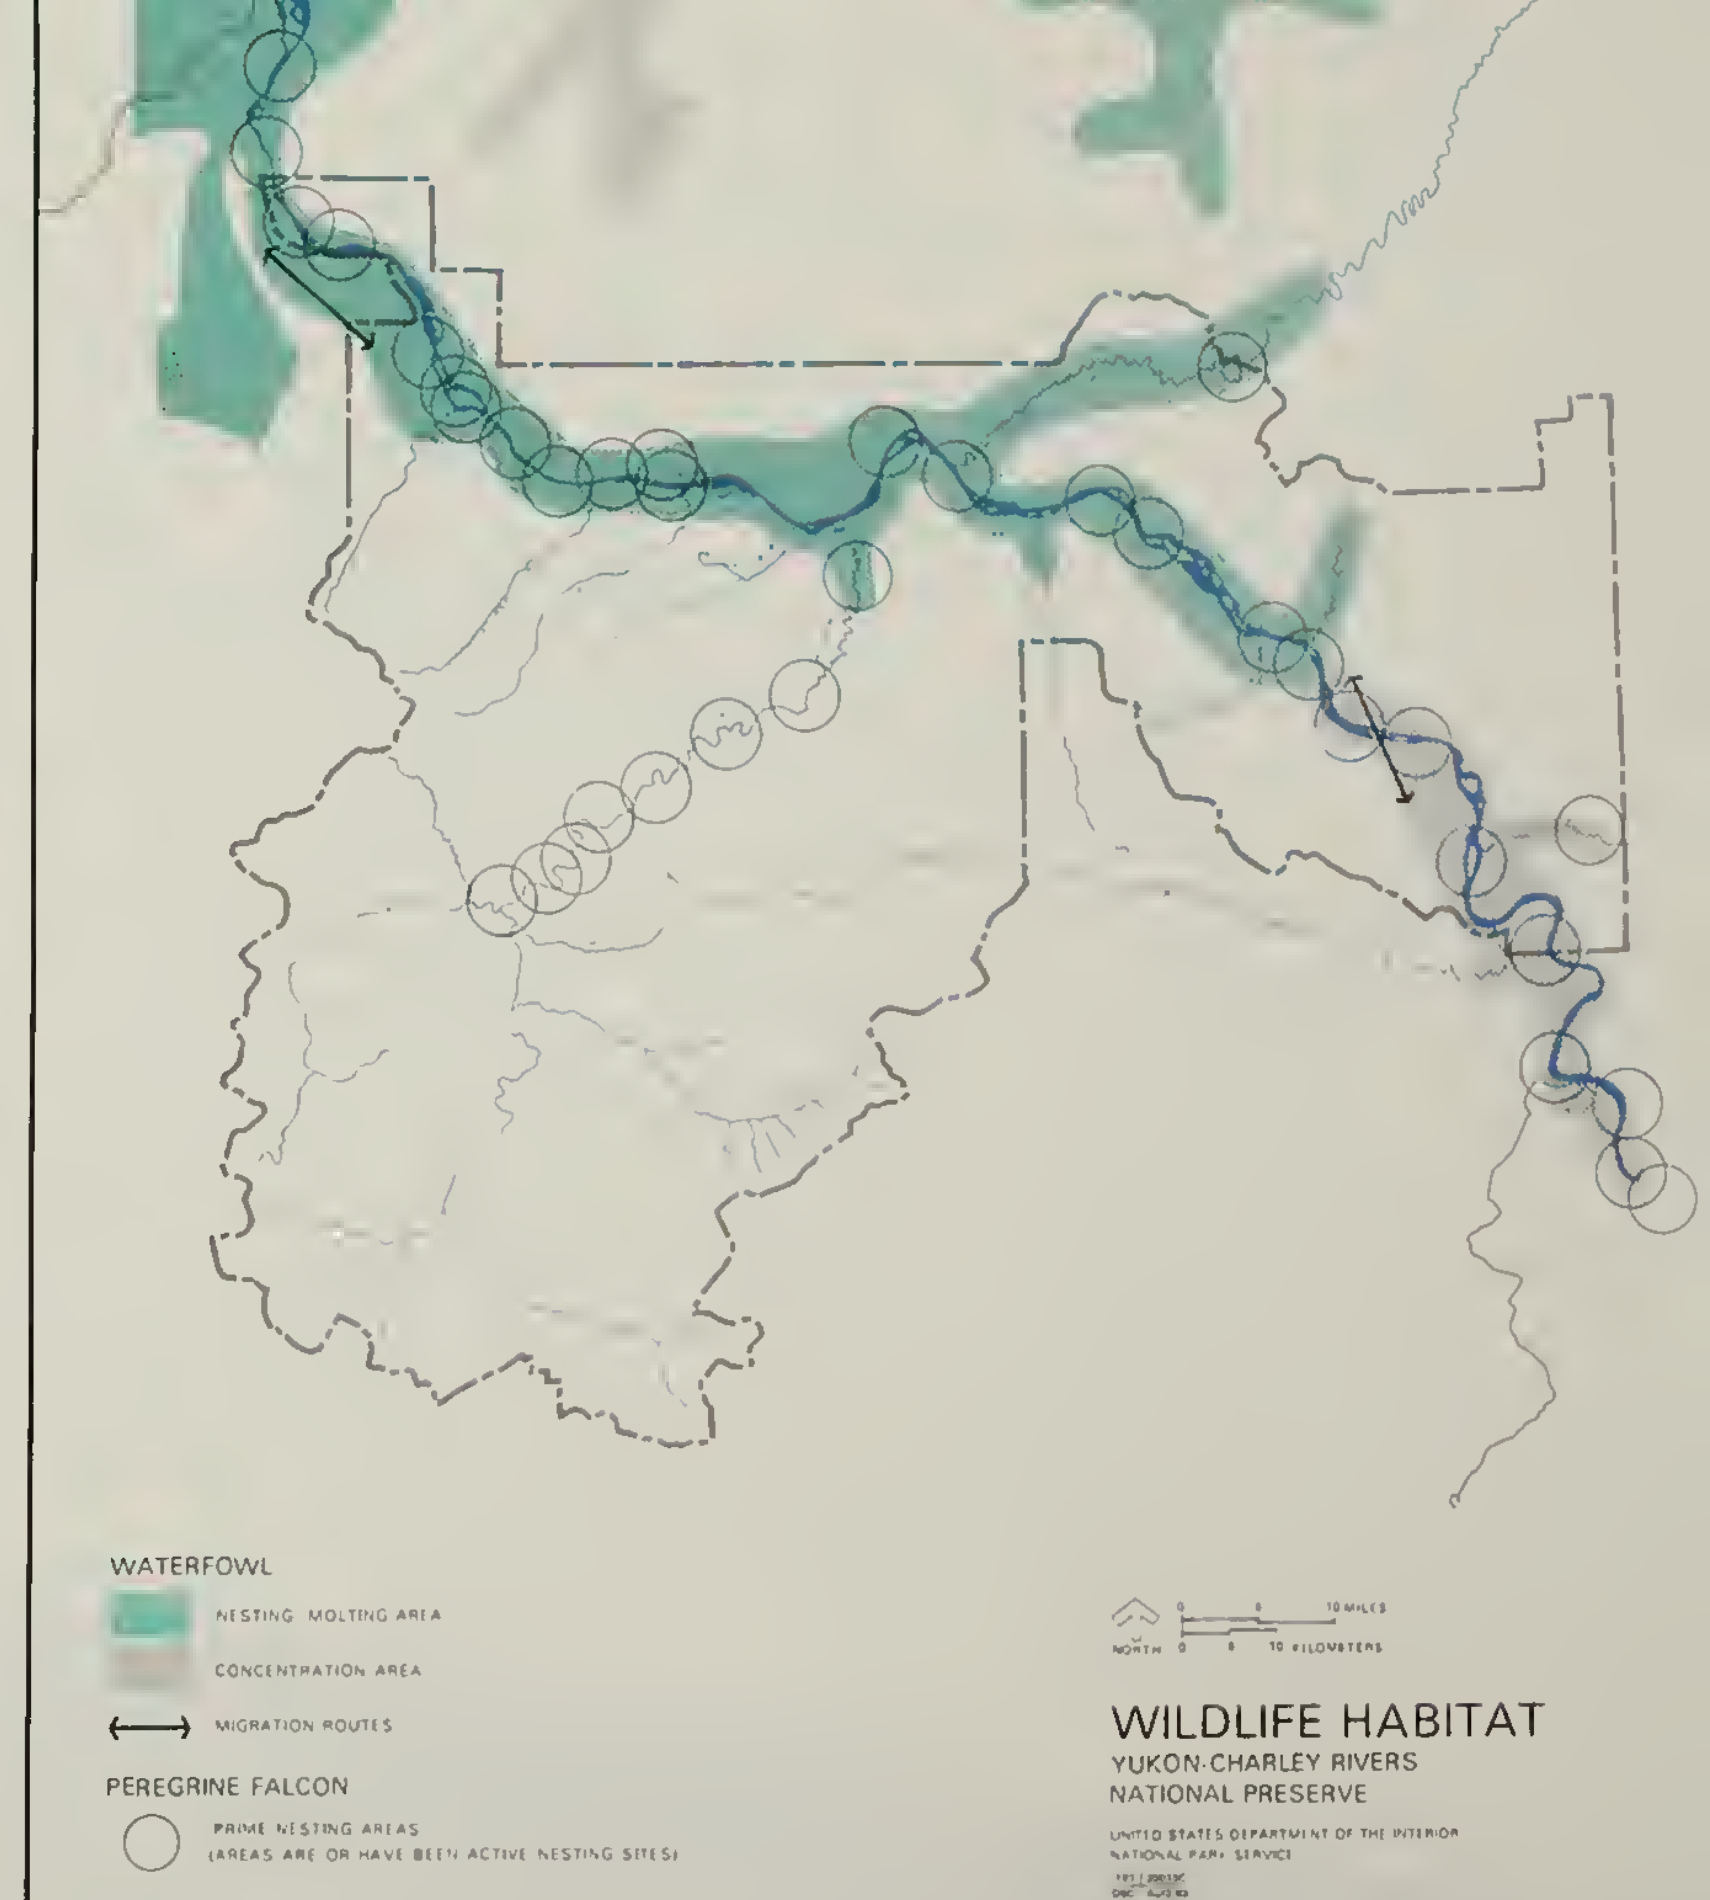 WATERFOWL
NESTING MOLTING AREA
CONCENTRATION AREA
MIGRATION ROUTES
PEREGRINE FALCON
PRIME NESTING AREAS
(AREAS ARE OR HAVE BEEN ACTIVE NESTING SITES)
0 10 MILES
NORTH 0 10 KILOMETERS
WILDLIFE HABITAT
YUKON-CHARLEY RIVERS
NATIONAL PRESERVE
UNITED STATES DEPARTMENT OF THE INTERIOR
NATIONAL PARK SERVICE